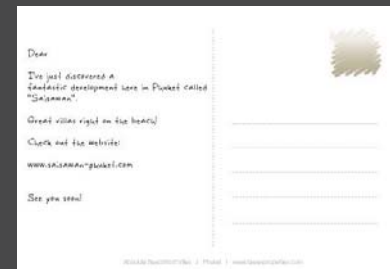 Dear
I've just discovered a
fantastic development here in Phuket called
"Saisawan".
Great villas right on the beach!
Check out the website:
www.saisawan-phuket.com
See you soon!
| Phuket |